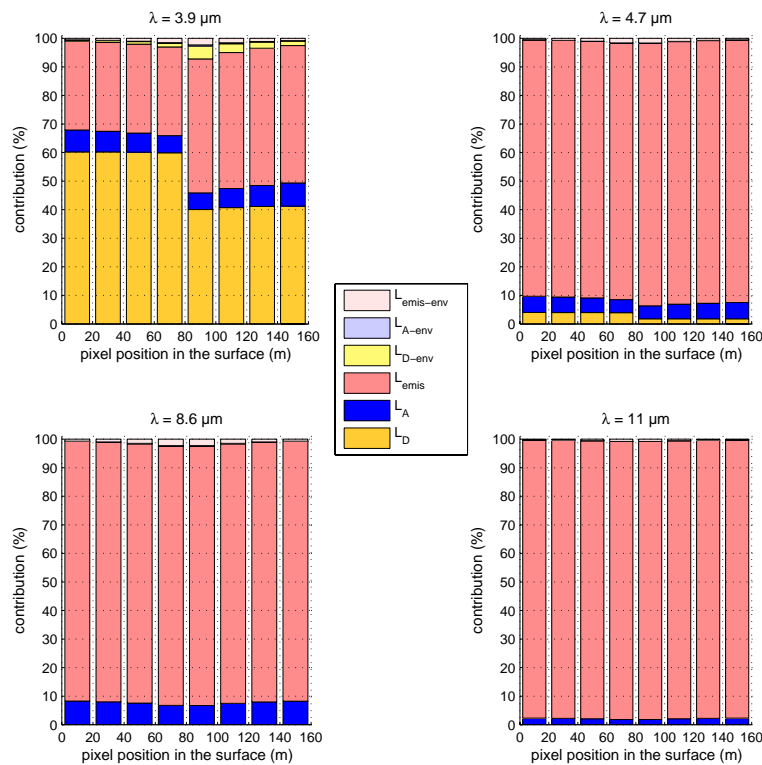 λ = 3.9 μm
100
90
80
70
60
50
40
30
20
10
0
contribution (%)
0 20 40 60 80 100 120 140 160
pixel position in the surface (m)
λ = 4.7 μm
100
90
80
70
60
50
40
30
20
10
0
contribution (%)
0 20 40 60 80 100 120 140 160
pixel position in the surface (m)
L_emis−env
L_A−env
L_D−env
L_emis
L_A
L_D
λ = 8.6 μm
100
90
80
70
60
50
40
30
20
10
0
contribution (%)
0 20 40 60 80 100 120 140 160
pixel position in the surface (m)
λ = 11 μm
100
90
80
70
60
50
40
30
20
10
0
contribution (%)
0 20 40 60 80 100 120 140 160
pixel position in the surface (m)